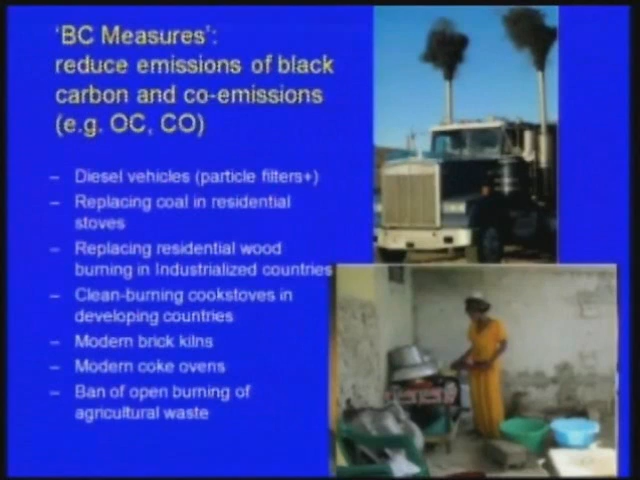 'BC Measures':
reduce emissions of black
carbon and co-emissions
(e.g. OC, CO)
– Diesel vehicles (particle filters+)
– Replacing coal in residential
stoves
– Replacing residential wood
burning in Industrialized countries
– Clean-burning cookstoves in
developing countries
– Modern brick kilns
– Modern coke ovens
– Ban of open burning of
agricultural waste